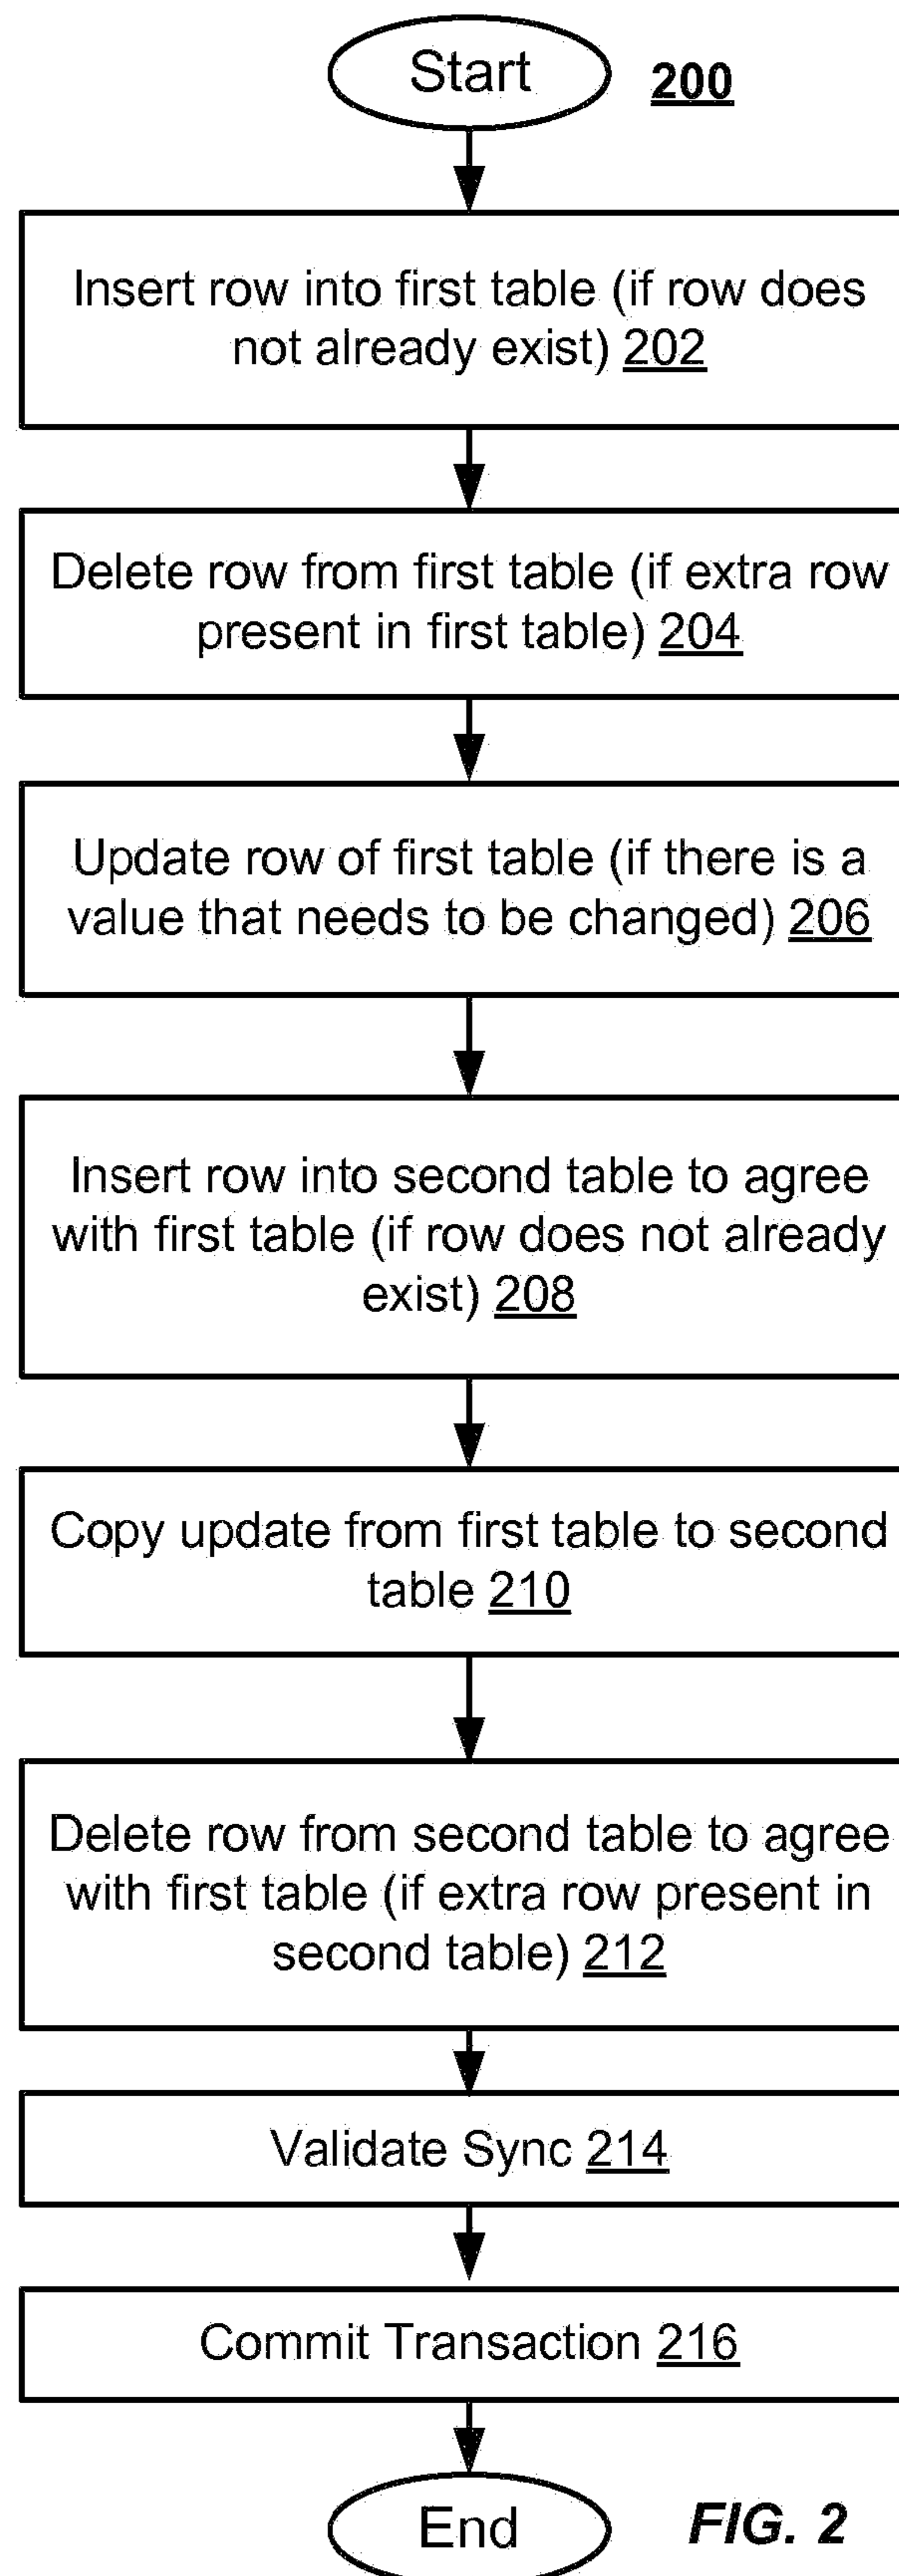 Start
200
Insert row into first table (if row does
not already exist) 202
Delete row from first table (if extra row
present in first table) 204
Update row of first table (if there is a
value that needs to be changed) 206
Insert row into second table to agree
with first table (if row does not already
exist) 208
Copy update from first table to second
table 210
Delete row from second table to agree
with first table (if extra row present in
second table) 212
Validate Sync 214
Commit Transaction 216
End
FIG. 2